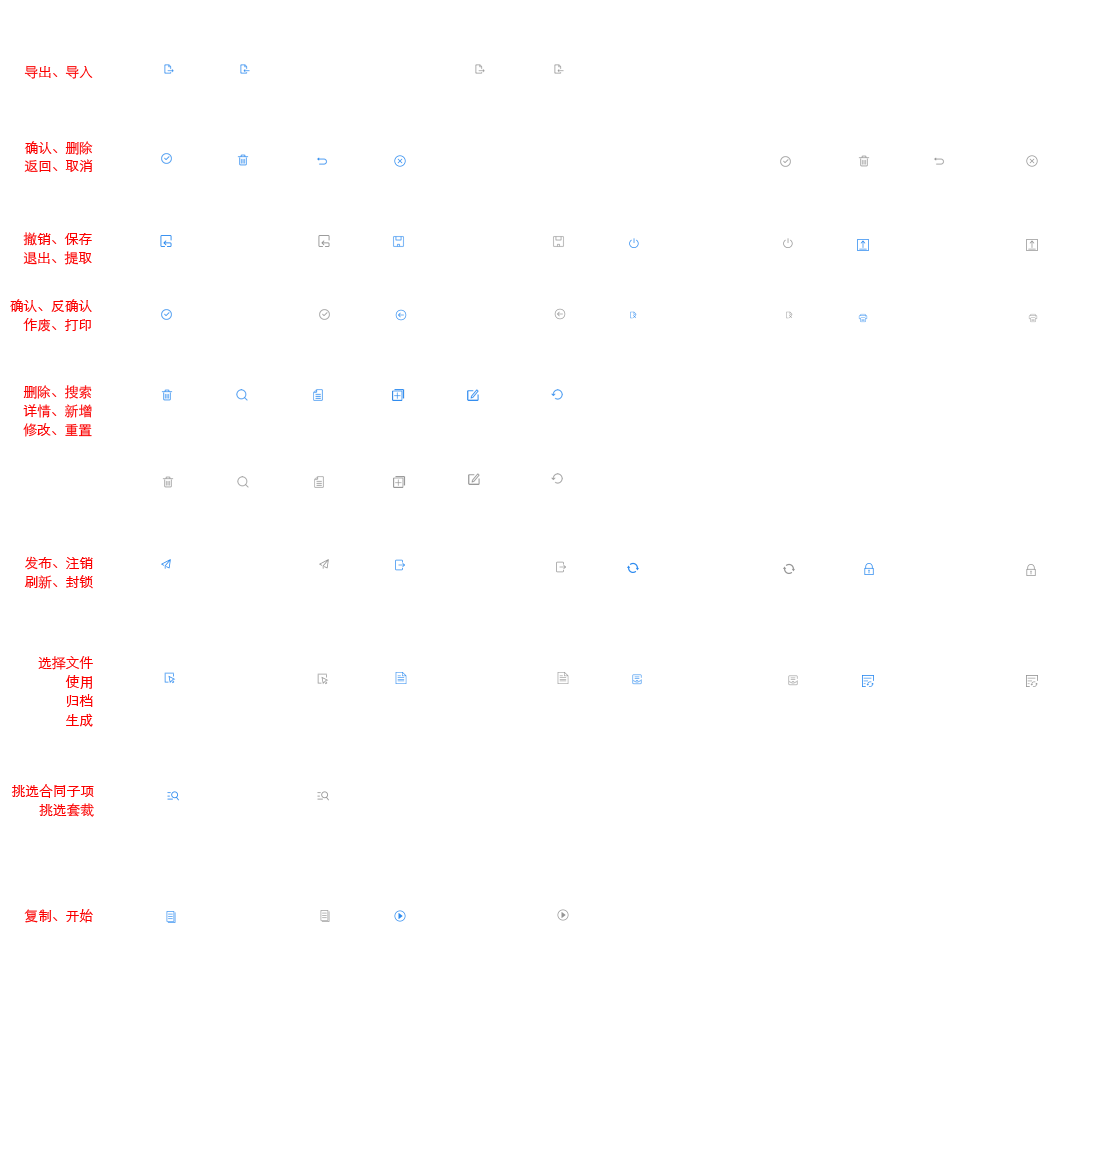 导出、导入
确认、删除
返回、取消
撤销、保存
退出、提取
确认、反确认
作废、打印
删除、搜索
详情、新增
修改、重置
发布、注销
刷新、封锁
选择文件
使用
归档
生成
挑选合同子项
挑选套裁
复制、开始